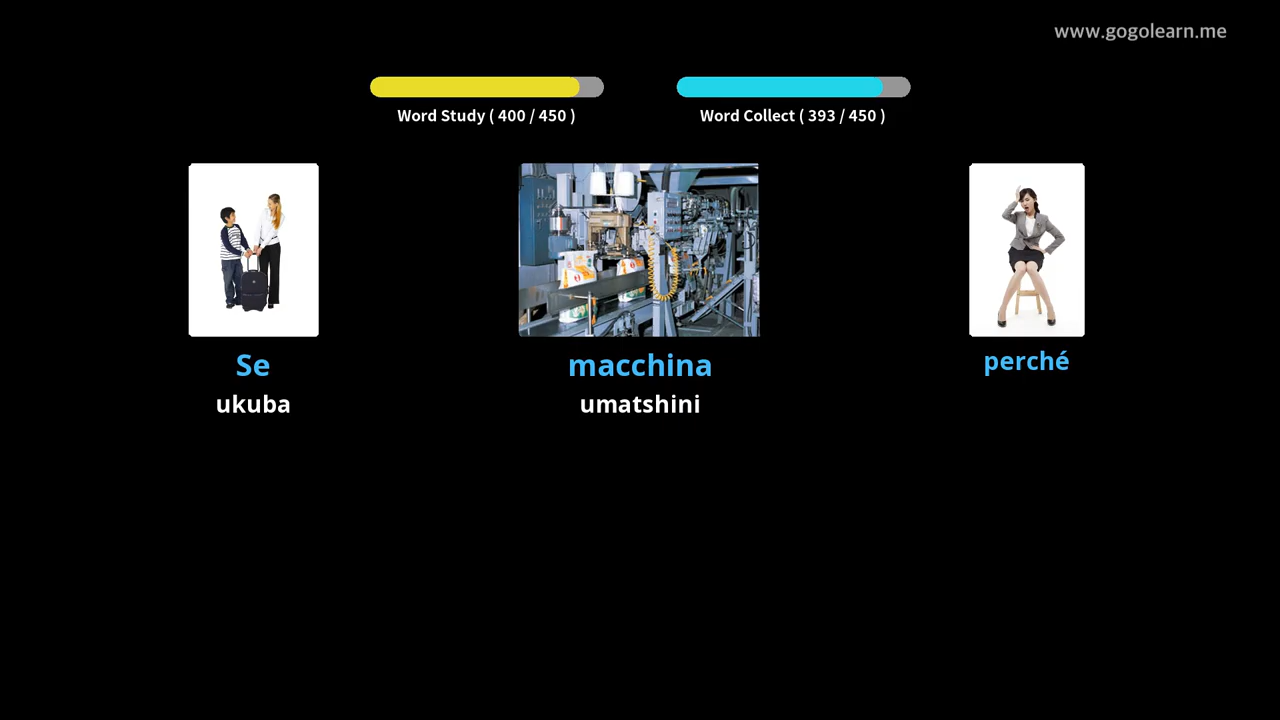 www.gogolearn.me
Word Study ( 400 / 450 )
Word Collect ( 393 / 450 )
Se
macchina
perché
ukuba
umatshini